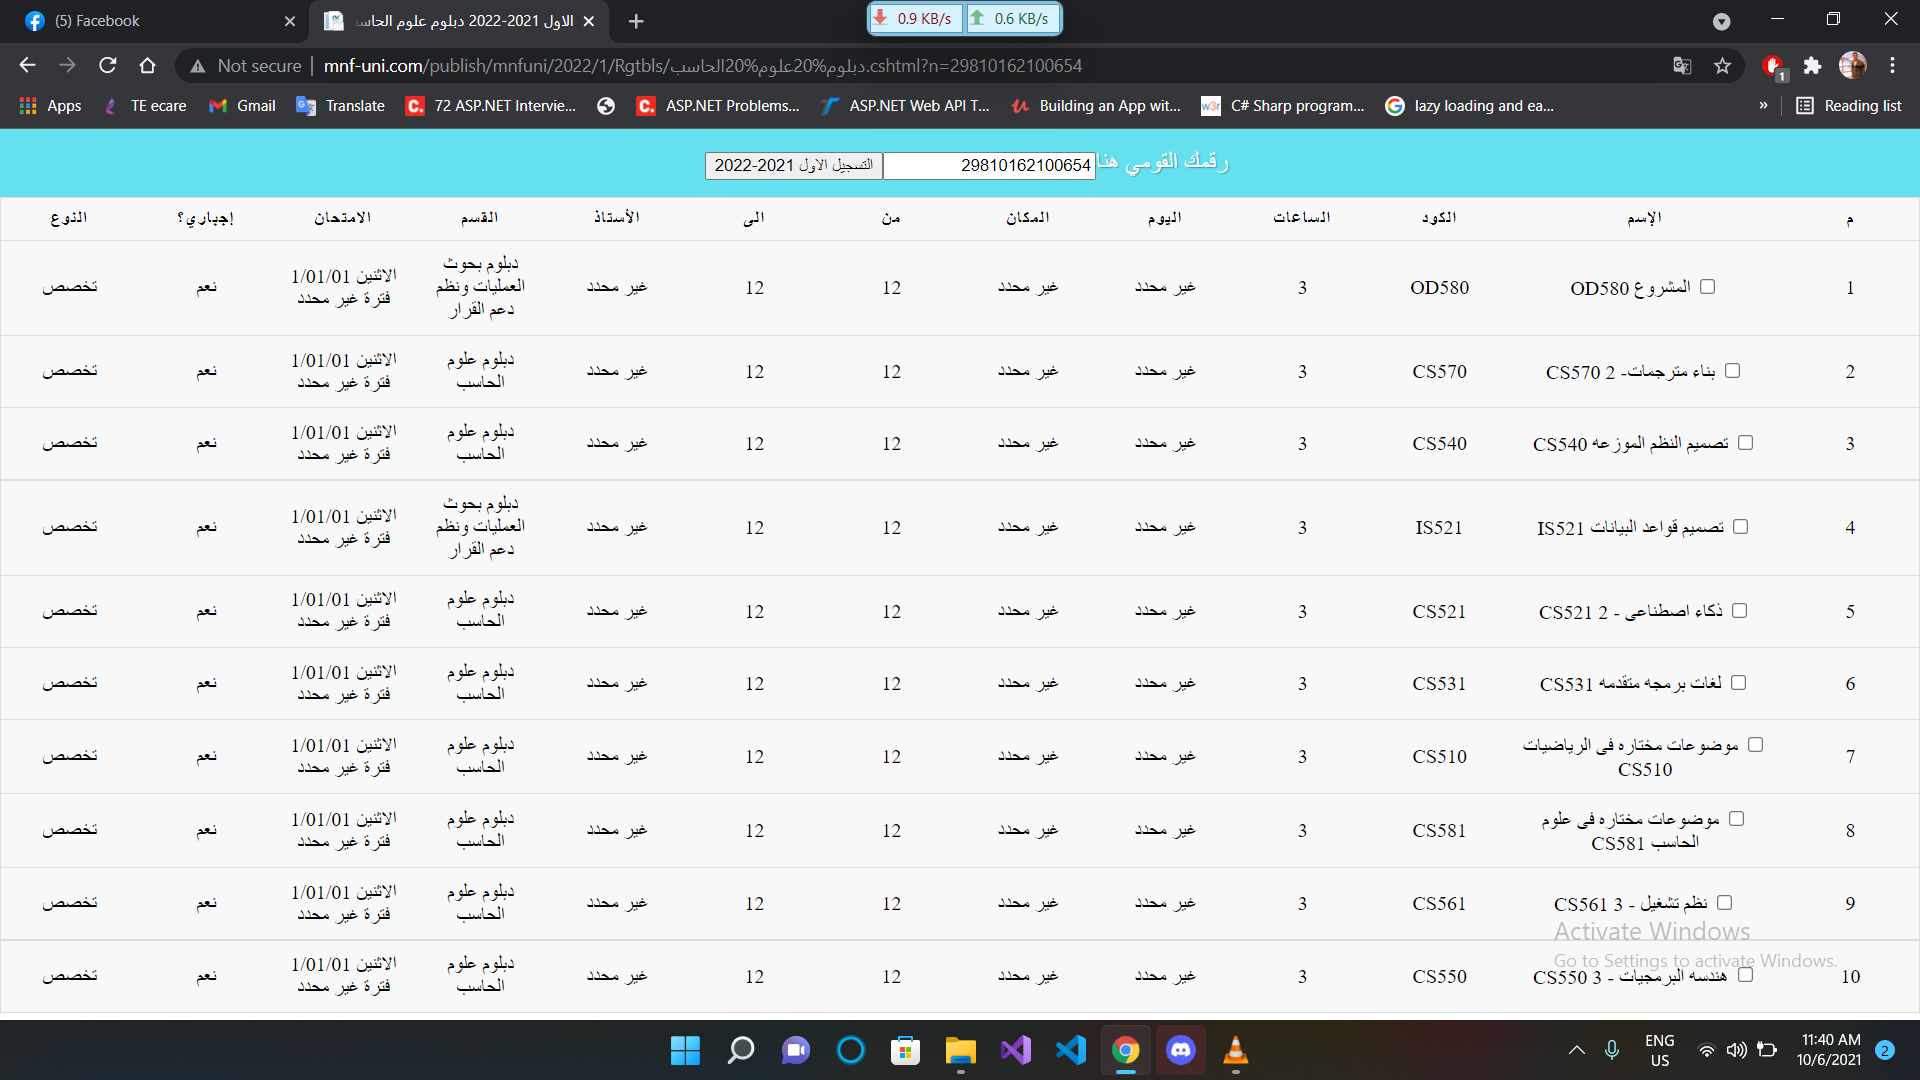 (5) Facebook
الاول 2021-2022 دبلوم علوم الحاسب
0.9 KB/s
0.6 KB/s
Not secure
mnf-uni.com/publish/mnfuni/2022/1/Rgtbls/دبلوم%20علوم%20الحاسب.cshtml?n=29810162100654
1
Apps
TE ecare
Gmail
Translate
72 ASP.NET Intervie...
ASP.NET Problems...
ASP.NET Web API T...
Building an App wit...
C# Sharp program...
lazy loading and ea...
»
Reading list
رقمك القومي هنا
29810162100654
التسجيل الاول 2021-2022
م الإسم الكود الساعات اليوم المكان من الى الأستاذ القسم الامتحان إجباري؟ النوع
1 المشروع OD580 OD580 3 غير محدد غير محدد 12 12 غير محدد دبلوم بحوث العمليات ونظم دعم القرار الاثنين 1/01/01 فترة غير محدد نعم تخصص
2 بناء مترجمات- 2 CS570 CS570 3 غير محدد غير محدد 12 12 غير محدد دبلوم علوم الحاسب الاثنين 1/01/01 فترة غير محدد نعم تخصص
3 تصميم النظم الموزعه CS540 CS540 3 غير محدد غير محدد 12 12 غير محدد دبلوم علوم الحاسب الاثنين 1/01/01 فترة غير محدد نعم تخصص
4 تصميم قواعد البيانات IS521 IS521 3 غير محدد غير محدد 12 12 غير محدد دبلوم بحوث العمليات ونظم دعم القرار الاثنين 1/01/01 فترة غير محدد نعم تخصص
5 ذكاء اصطناعى - 2 CS521 CS521 3 غير محدد غير محدد 12 12 غير محدد دبلوم علوم الحاسب الاثنين 1/01/01 فترة غير محدد نعم تخصص
6 لغات برمجه متقدمه CS531 CS531 3 غير محدد غير محدد 12 12 غير محدد دبلوم علوم الحاسب الاثنين 1/01/01 فترة غير محدد نعم تخصص
7 موضوعات مختاره فى الرياضيات CS510 CS510 3 غير محدد غير محدد 12 12 غير محدد دبلوم علوم الحاسب الاثنين 1/01/01 فترة غير محدد نعم تخصص
8 موضوعات مختاره فى علوم الحاسب CS581 CS581 3 غير محدد غير محدد 12 12 غير محدد دبلوم علوم الحاسب الاثنين 1/01/01 فترة غير محدد نعم تخصص
9 نظم تشغيل - 3 CS561 CS561 3 غير محدد غير محدد 12 12 غير محدد دبلوم علوم الحاسب الاثنين 1/01/01 فترة غير محدد نعم تخصص
10 هندسه البرمجيات - 3 CS550 CS550 3 غير محدد غير محدد 12 12 غير محدد دبلوم علوم الحاسب الاثنين 1/01/01 فترة غير محدد نعم تخصص
Activate Windows
Go to Settings to activate Windows.
ENG
US
11:40 AM
10/6/2021
2